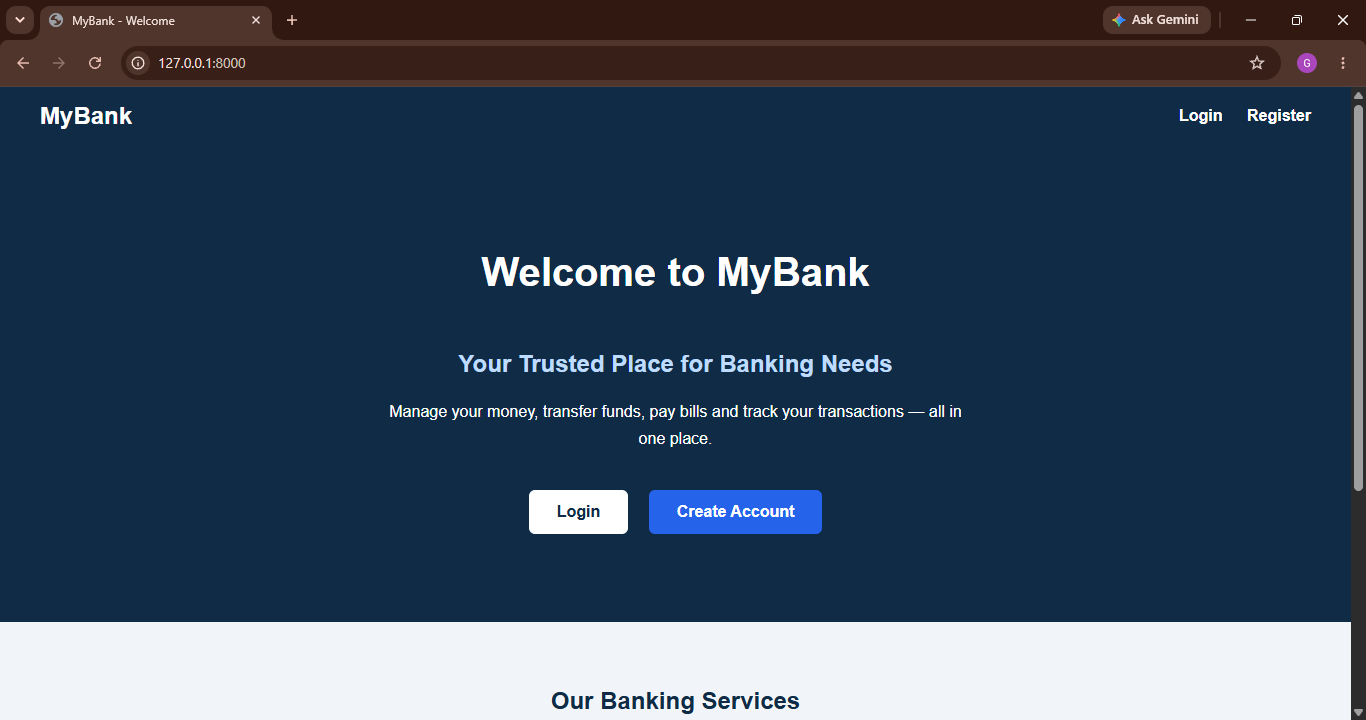 MyBank - Welcome
Ask Gemini
127.0.0.1:8000
G
MyBank
Login Register
Welcome to MyBank
Your Trusted Place for Banking Needs
Manage your money, transfer funds, pay bills and track your transactions — all in
one place.
Login Create Account
Our Banking Services